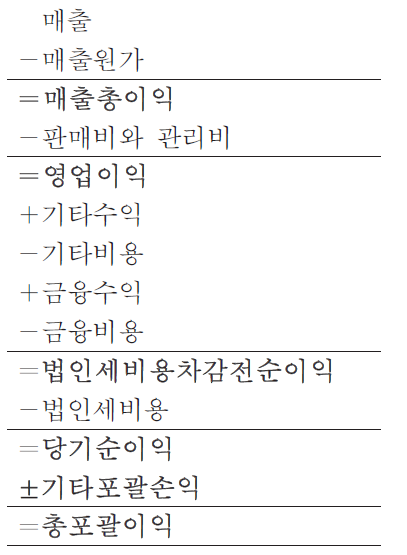 매출
−매출원가
=매출총이익
−판매비와 관리비
=영업이익
+기타수익
−기타비용
+금융수익
−금융비용
=법인세비용차감전순이익
−법인세비용
=당기순이익
±기타포괄손익
=총포괄이익